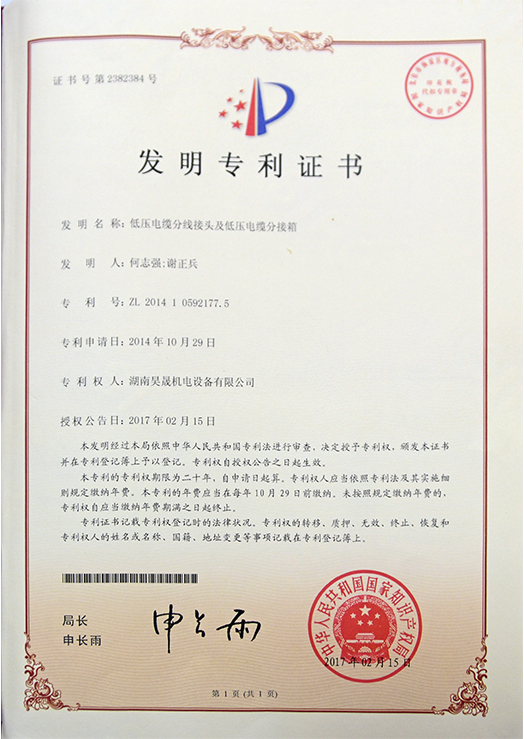 证书号第2382384号
印花税
代扣专用章
发明专利证书
发明名称：低压电缆分线接头及低压电缆分接箱
发明人：何志强;谢正兵
专利号：ZL 2014 1 0592177.5
专利申请日：2014年10月29日
专利权人：湖南昊晟机电设备有限公司
授权公告日：2017年02月15日
本发明经过本局依照中华人民共和国专利法进行审查，决定授予专利权，颁发本证书
并在专利登记簿上予以登记。专利权自授权公告之日起生效。
本专利的专利权期限为二十年，自申请日起算。专利权人应当依照专利法及其实施细
则规定缴纳年费。本专利的年费应当在每年10月29日前缴纳。未按照规定缴纳年费的，
专利权自应当缴纳年费期满之日起终止。
专利证书记载专利权登记时的法律状况。专利权的转移、质押、无效、终止、恢复和
专利权人的姓名或名称、国籍、地址变更等事项记载在专利登记簿上。
局长
申长雨
申长雨
中华人民共和国国家知识产权局
2017年02月15日
第1页(共1页)